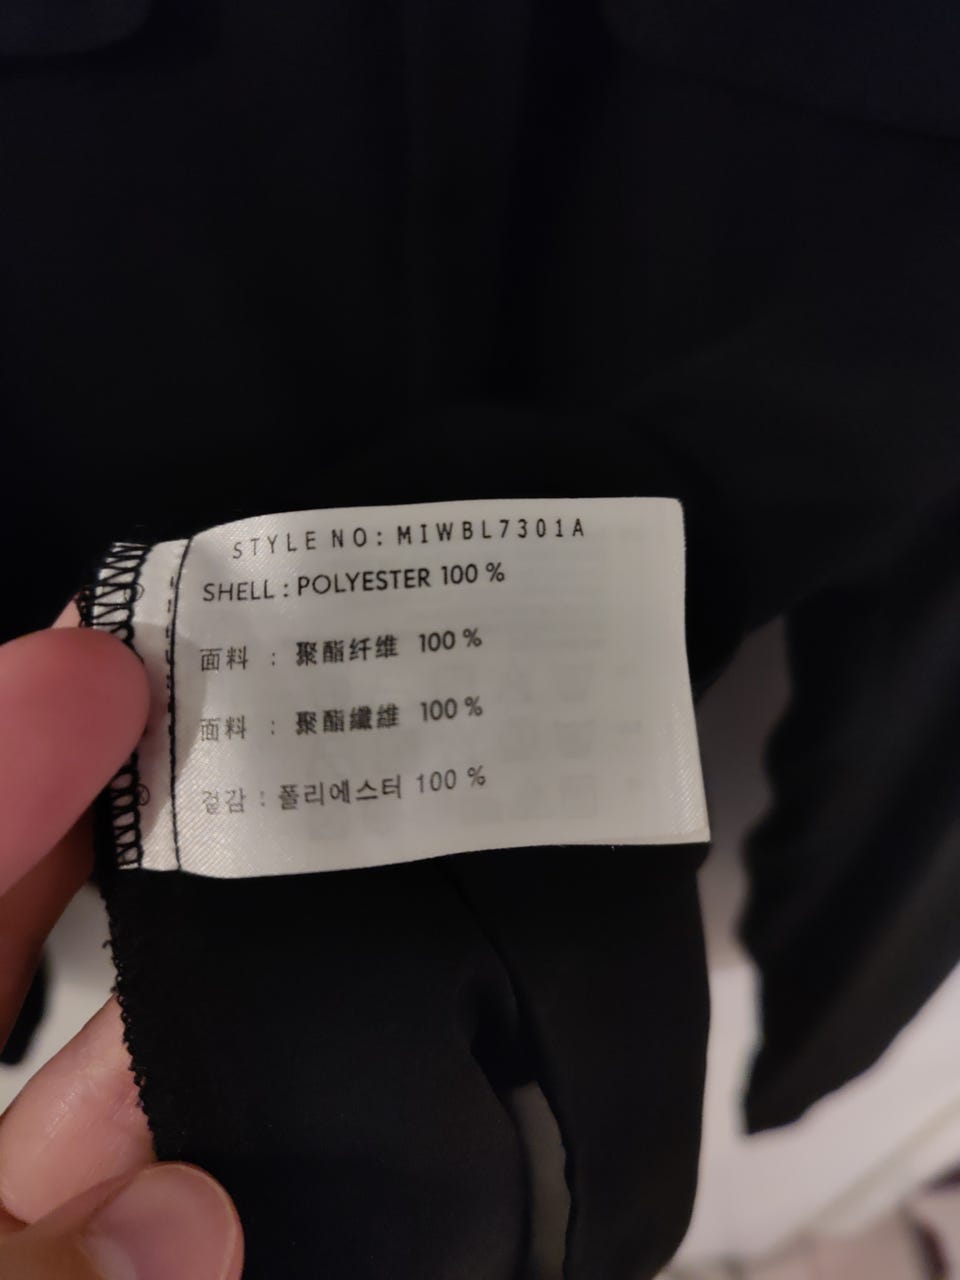 STYLE NO: MIWBL7301A
SHELL : POLYESTER 100 %
面料 : 聚酯纤维 100 %
面料 : 聚酯纖維 100 %
겉감 : 폴리에스터 100 %